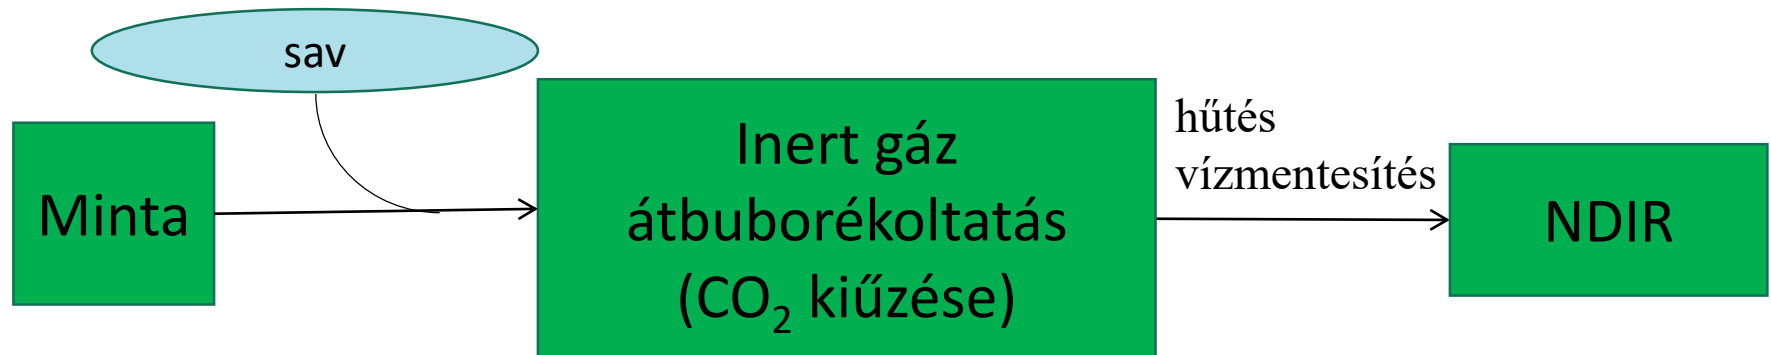 sav
Minta
Inert gáz
átbuborékoltatás
(CO₂ kiűzése)
hűtés
vízmentesítés
NDIR